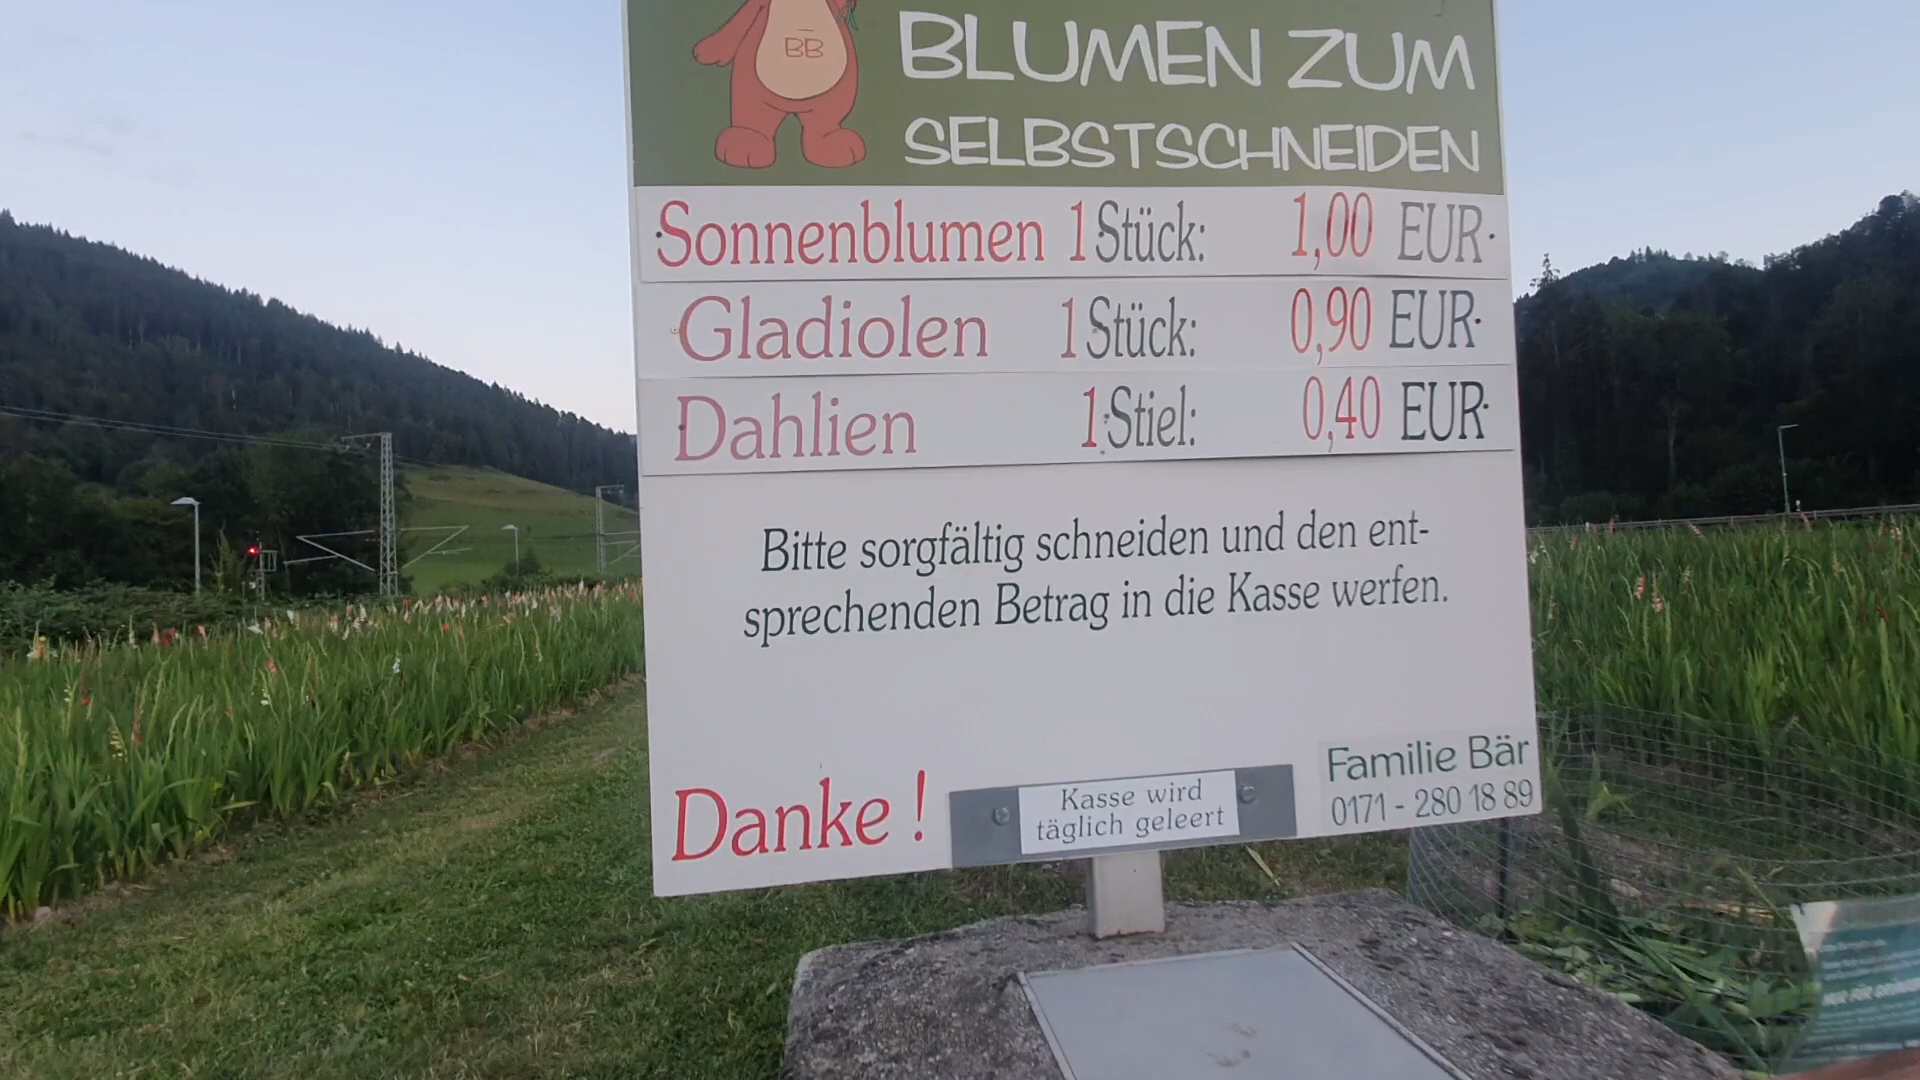 BB
BLUMEN ZUM
SELBSTSCHNEIDEN
Sonnenblumen 1 Stück: 1,00 EUR
Gladiolen 1 Stück: 0,90 EUR
Dahlien 1 Stiel: 0,40 EUR
Bitte sorgfältig schneiden und den ent-
sprechenden Betrag in die Kasse werfen.
Danke !
Kasse wird
täglich geleert
Familie Bär
0171 - 280 18 89
NUR FÜR